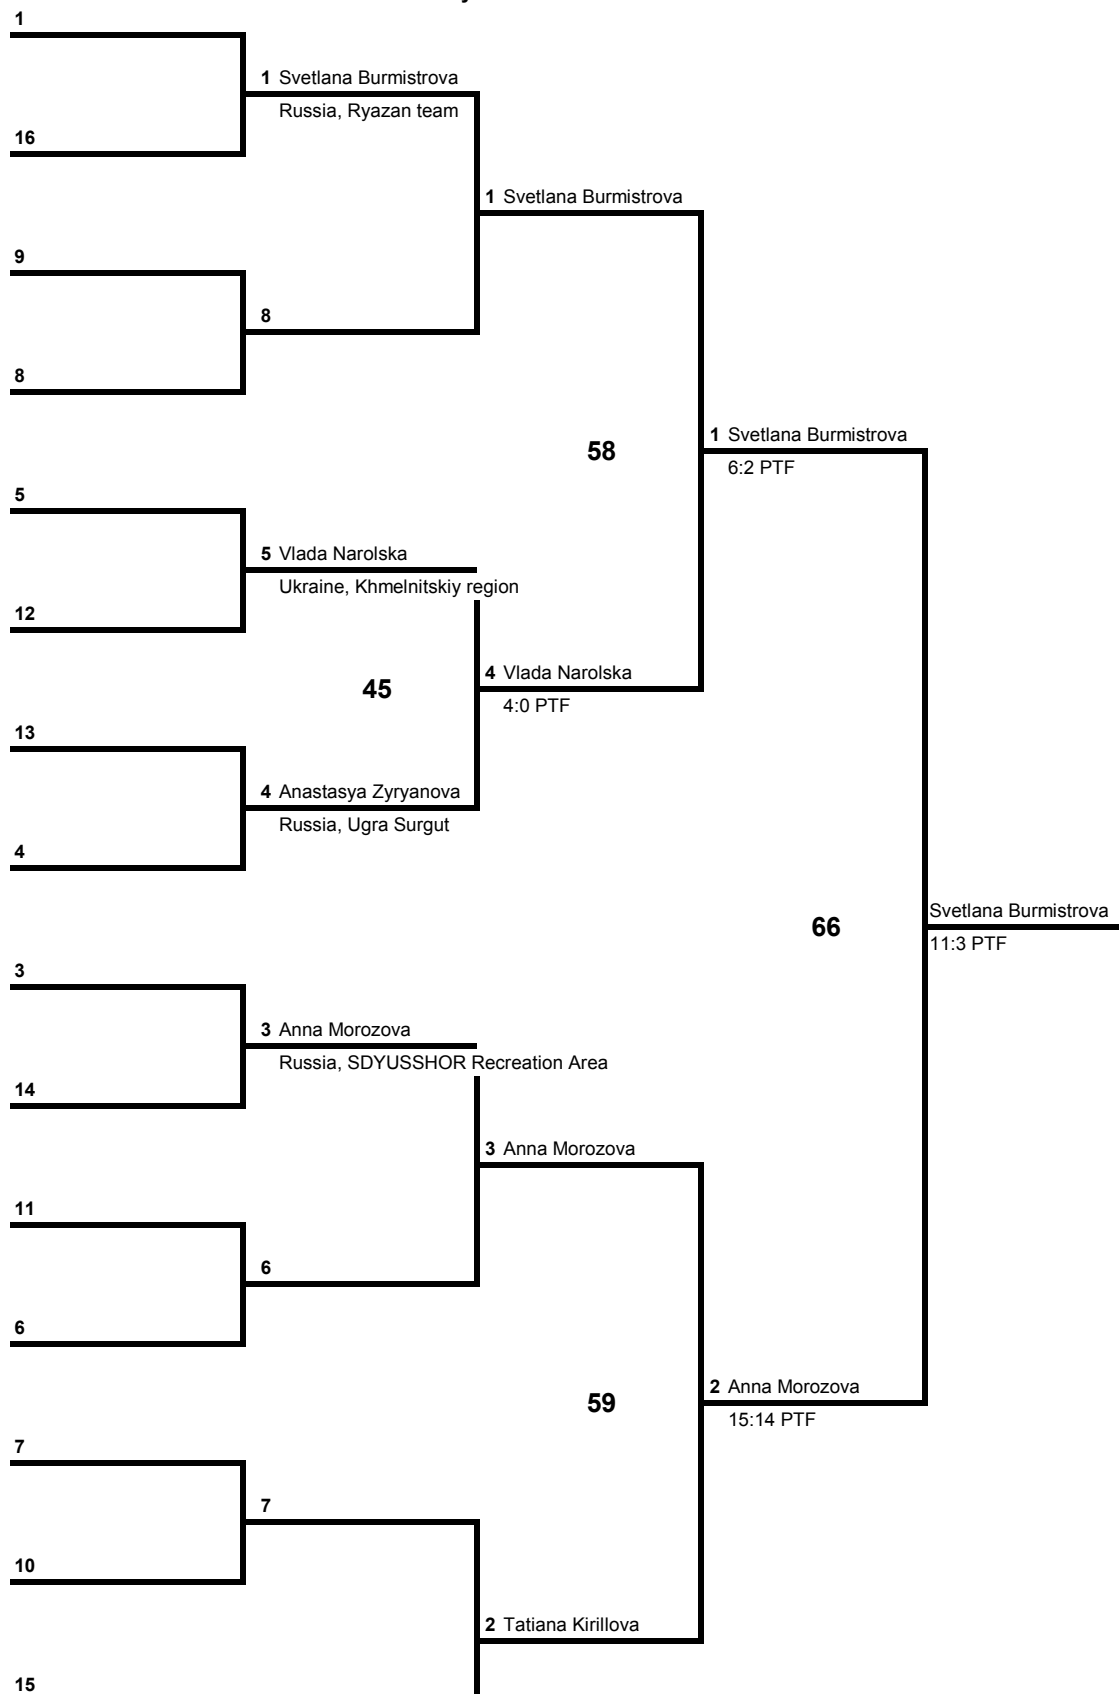 1
1 Svetlana Burmistrova
Russia, Ryazan team
16
1 Svetlana Burmistrova
9
8
8
58
1 Svetlana Burmistrova
6:2 PTF
5
5 Vlada Narolska
Ukraine, Khmelnitskiy region
12
45
4 Vlada Narolska
4:0 PTF
13
4 Anastasya Zyryanova
Russia, Ugra Surgut
4
66
Svetlana Burmistrova
11:3 PTF
3
3 Anna Morozova
Russia, SDYUSSHOR Recreation Area
14
3 Anna Morozova
11
6
6
59
2 Anna Morozova
15:14 PTF
7
7
10
2 Tatiana Kirillova
15